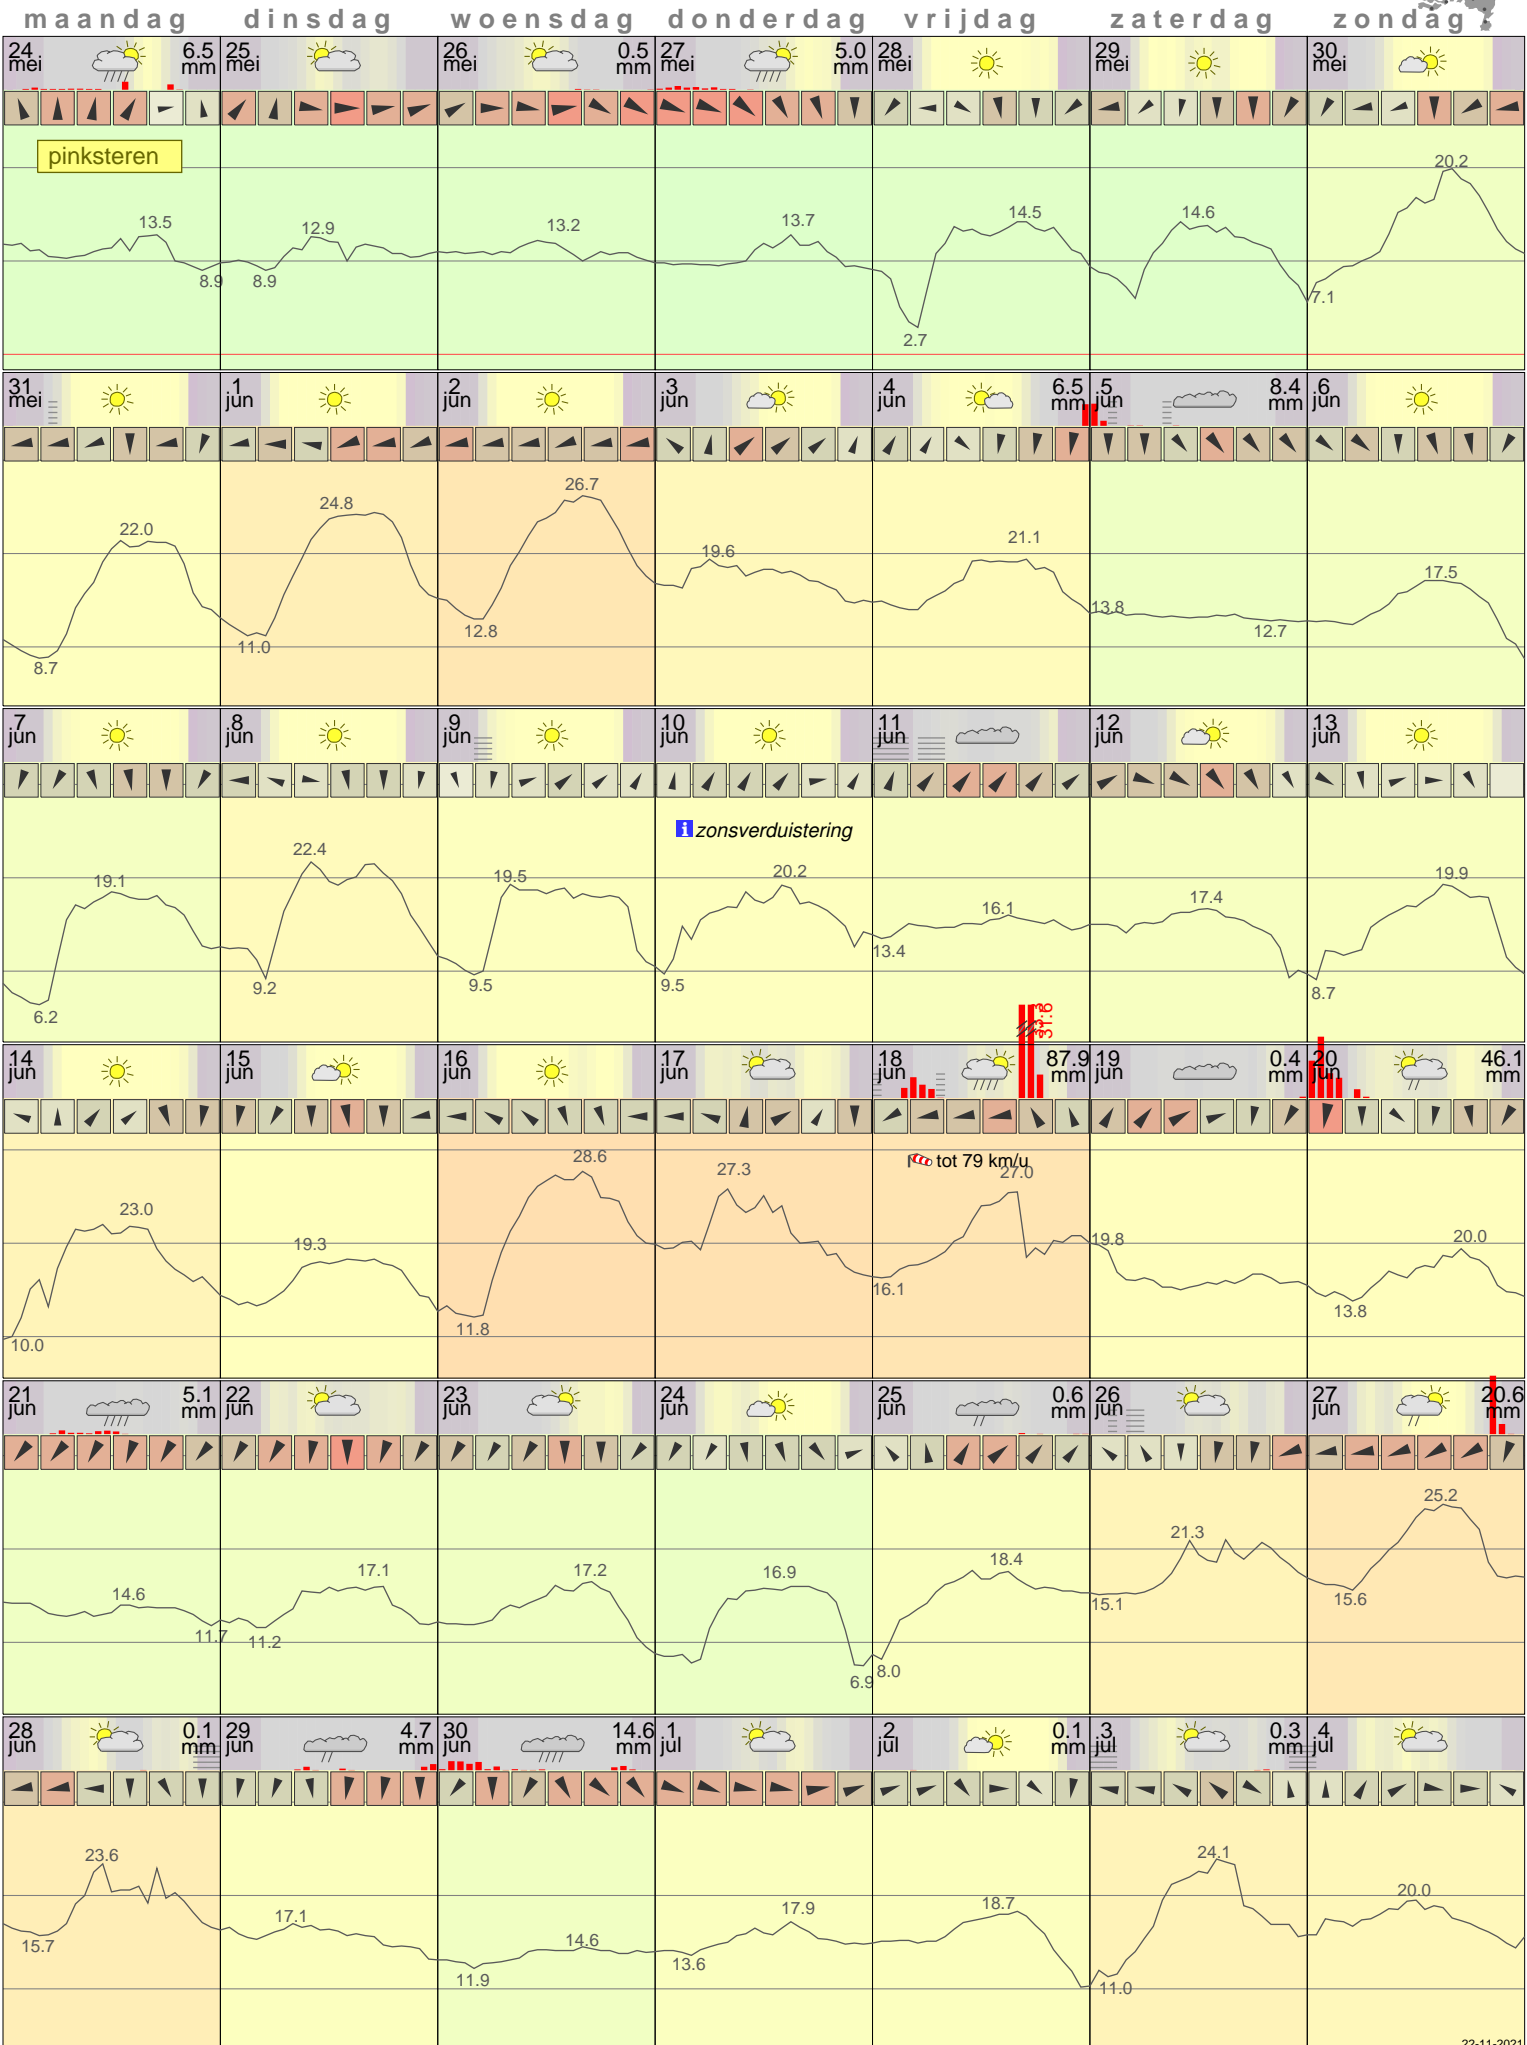 maandag dinsdag woensdag donderdag vrijdag zaterdag zondag
24 mei 6.5 mm 25 mei 26 mei 0.5 mm 27 mei 5.0 mm 28 mei 29 mei 30 mei
pinksteren
13.5 8.9 8.9 12.9 13.2 13.7 2.7 14.5 14.6 7.1 20.2
31 mei 1 jun 2 jun 3 jun 4 jun 6.5 mm 5 jun 8.4 mm 6 jun
8.7 22.0 11.0 24.8 12.8 26.7 19.6 21.1 13.8 12.7 17.5
7 jun 8 jun 9 jun 10 jun 11 jun 12 jun 13 jun
i zonsverduistering
6.2 19.1 9.2 22.4 9.5 19.5 9.5 20.2 13.4 16.1 17.4 8.7 19.9
31.6
14 jun 15 jun 16 jun 17 jun 18 jun 87.9 mm 19 jun 0.4 mm 20 jun 46.1 mm
tot 79 km/u
10.0 23.0 19.3 11.8 28.6 27.3 16.1 27.0 19.8 13.8 20.0
21 jun 5.1 mm 22 jun 23 jun 24 jun 25 jun 0.6 mm 26 jun 27 jun 20.6 mm
14.6 11.7 11.2 17.1 17.2 16.9 6.9 8.0 18.4 15.1 21.3 15.6 25.2
28 jun 0.1 mm 29 jun 4.7 mm 30 jun 14.6 mm 1 jul 2 jul 0.1 mm 3 jul 0.3 mm 4 jul
15.7 23.6 17.1 11.9 14.6 13.6 17.9 18.7 11.0 24.1 20.0
22-11-2021